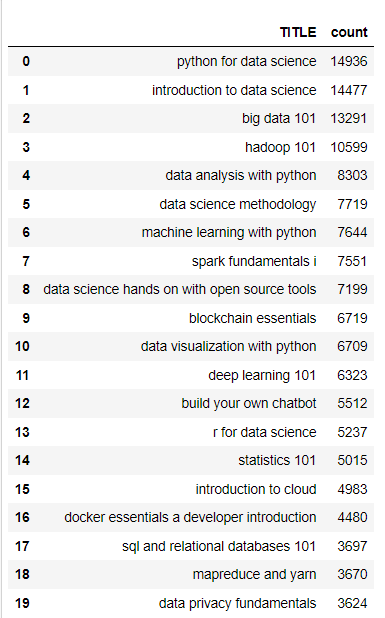 TITLE count
0 python for data science 14936
1 introduction to data science 14477
2 big data 101 13291
3 hadoop 101 10599
4 data analysis with python 8303
5 data science methodology 7719
6 machine learning with python 7644
7 spark fundamentals i 7551
8 data science hands on with open source tools 7199
9 blockchain essentials 6719
10 data visualization with python 6709
11 deep learning 101 6323
12 build your own chatbot 5512
13 r for data science 5237
14 statistics 101 5015
15 introduction to cloud 4983
16 docker essentials a developer introduction 4480
17 sql and relational databases 101 3697
18 mapreduce and yarn 3670
19 data privacy fundamentals 3624